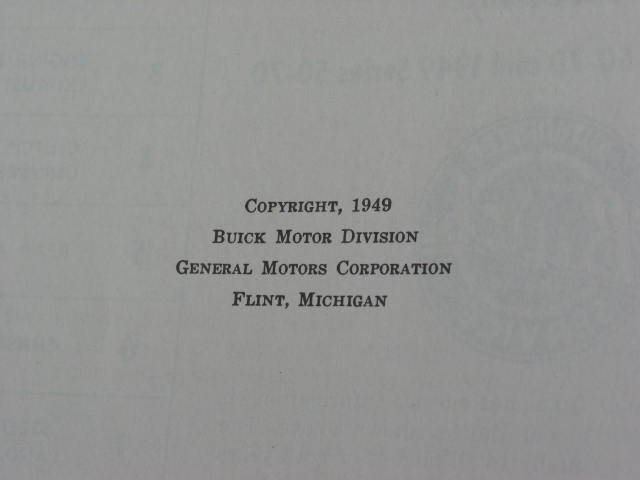 COPYRIGHT, 1949
BUICK MOTOR DIVISION
GENERAL MOTORS CORPORATION
FLINT, MICHIGAN